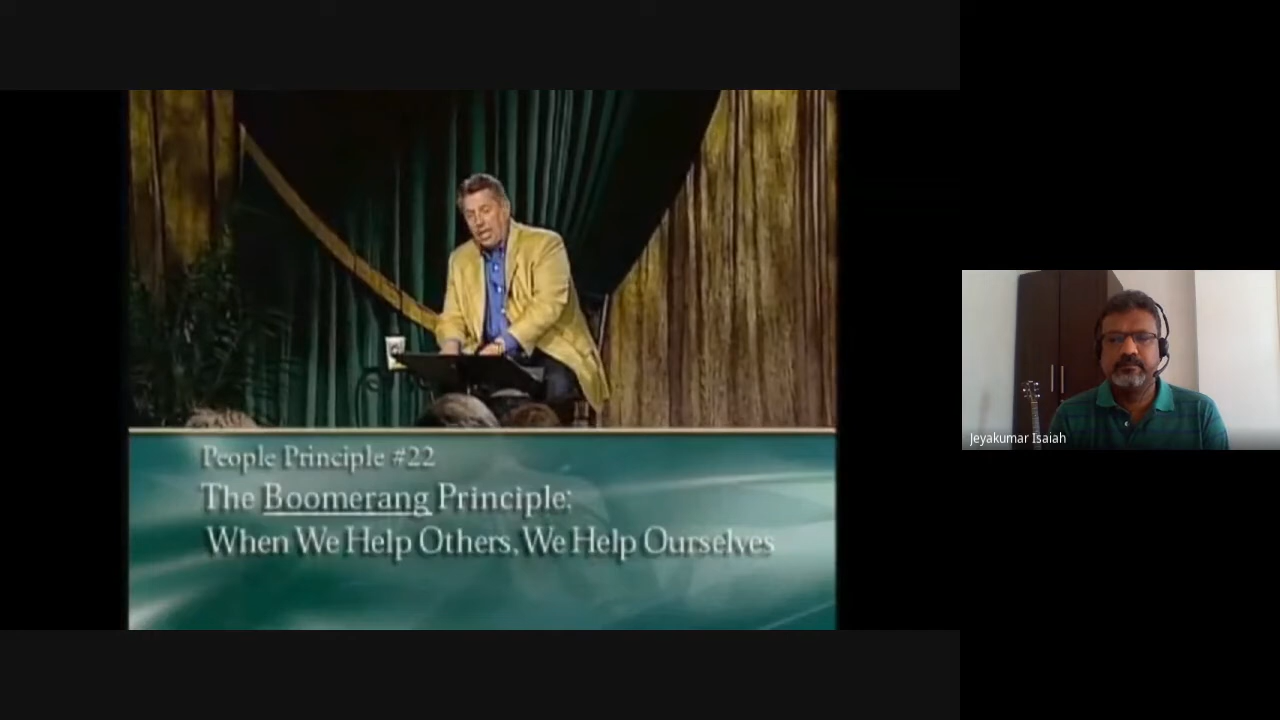 People Principle #22
The Boomerang Principle:
When We Help Others, We Help Ourselves
Jeyakumar Isaiah